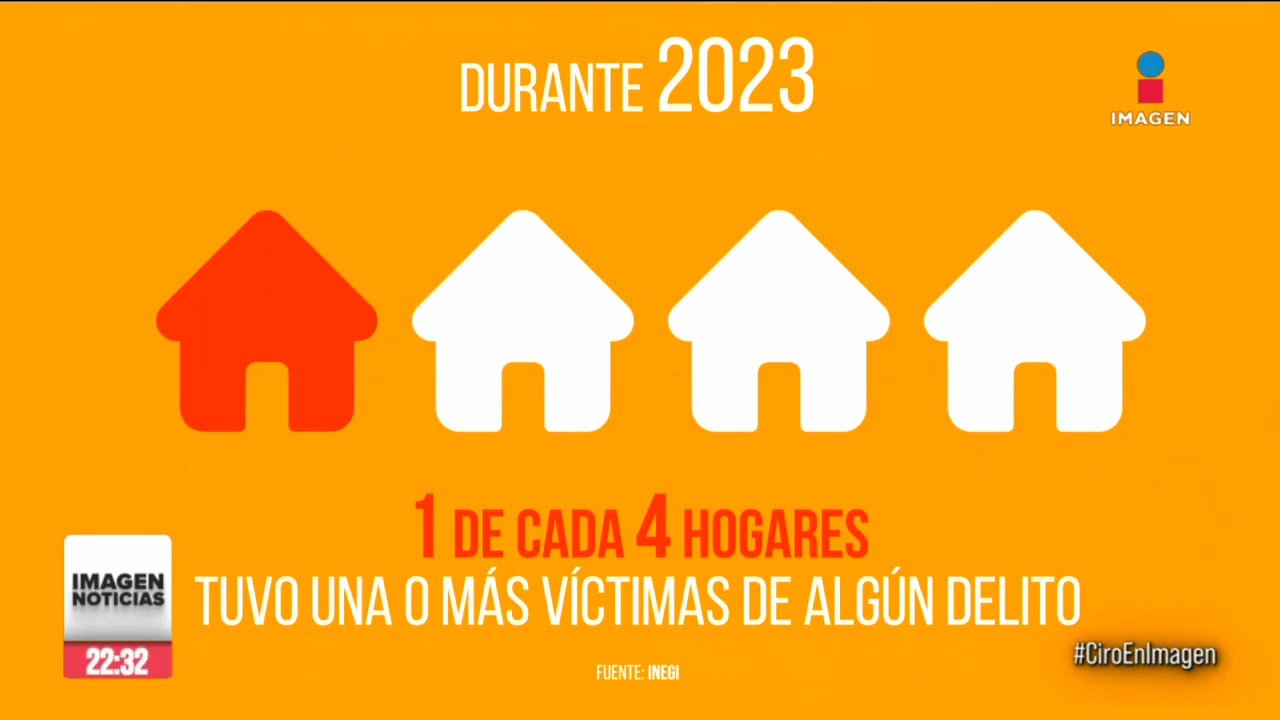 DURANTE 2023
IMAGEN
1 DE CADA 4 HOGARES
TUVO UNA O MÁS VÍCTIMAS DE ALGÚN DELITO
IMAGEN
NOTICIAS
22:32
#CiroEnImagen
FUENTE: INEGI